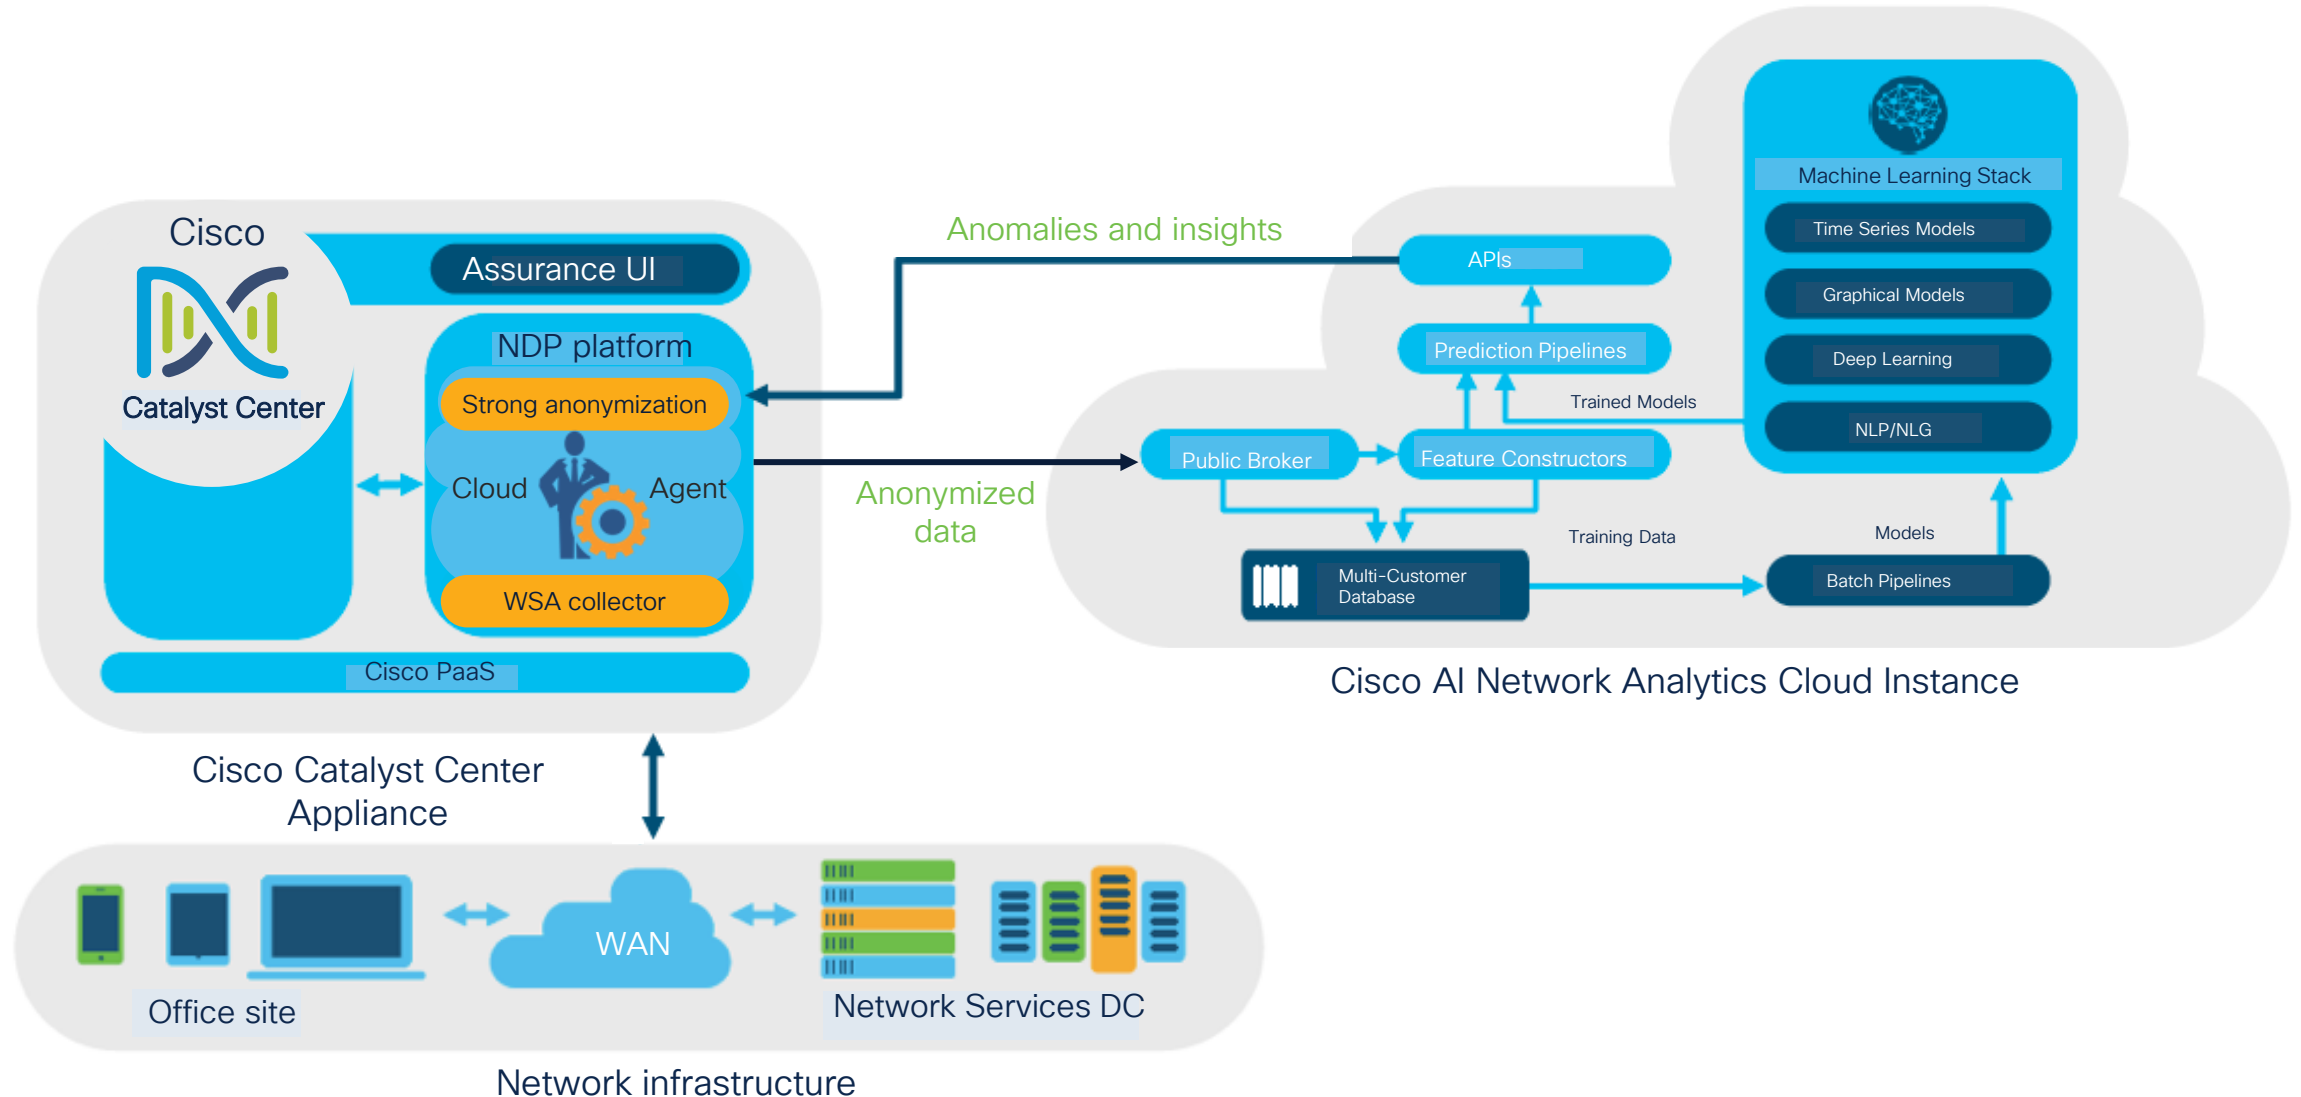 Cisco
Catalyst Center
Assurance UI
NDP platform
Strong anonymization
Cloud Agent
WSA collector
Cisco PaaS
Cisco Catalyst Center
Appliance
Anomalies and insights
Anonymized
data
APIs
Prediction Pipelines
Trained Models
Public Broker
Feature Constructors
Multi-Customer
Database
Training Data
Models
Batch Pipelines
Machine Learning Stack
Time Series Models
Graphical Models
Deep Learning
NLP/NLG
Cisco AI Network Analytics Cloud Instance
WAN
Office site
Network Services DC
Network infrastructure